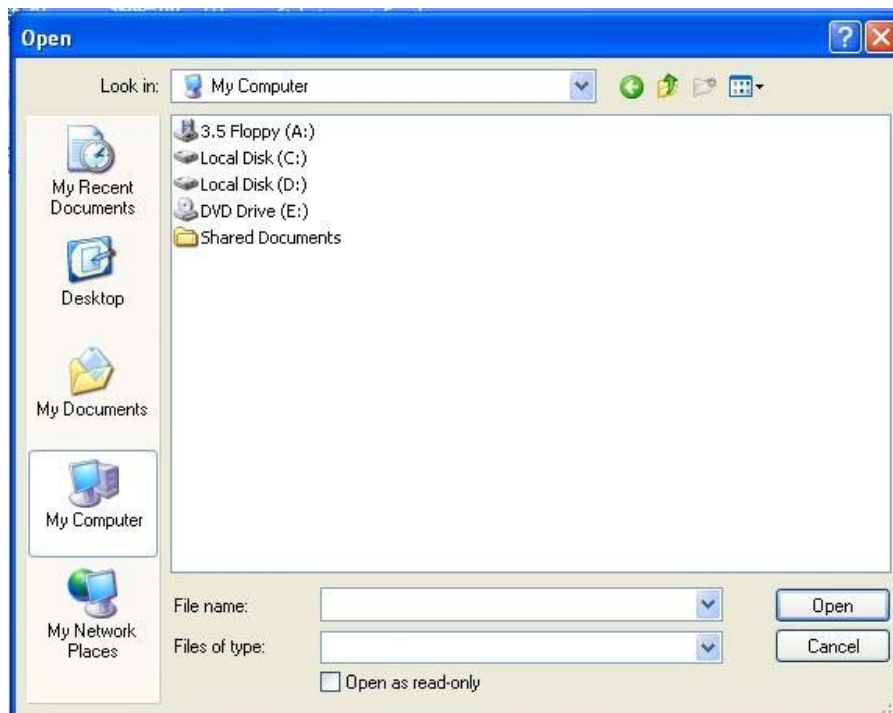 Open
Look in:
My Computer
My Recent
Documents
Desktop
My Documents
My Computer
My Network
Places
3.5 Floppy (A:)
Local Disk (C:)
Local Disk (D:)
DVD Drive (E:)
Shared Documents
File name:
Open
Files of type:
Cancel
Open as read-only